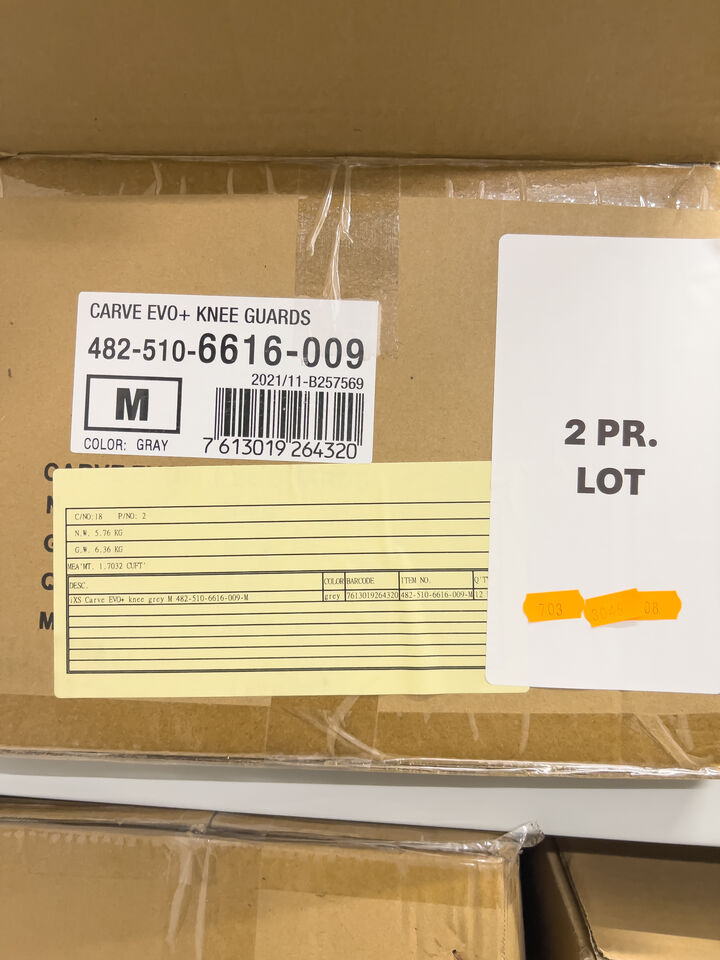 CARVE EVO+ KNEE GUARDS
482-510-6616-009
2021/11-B257569
M
COLOR: GRAY
7 613019 264320
2 PR.
LOT
C/NO:18 P/NO: 2
N.W. 5.76 KG
G.W. 6.36 KG
MEA'MT. 1.7032 CUFT'
DESC. COLOR BARCODE ITEM NO. Q'T
iXS Carve EVO+ knee grey M 482-510-6616-009-M grey 7613019264320 482-510-6616-009-M 12
703
08
M